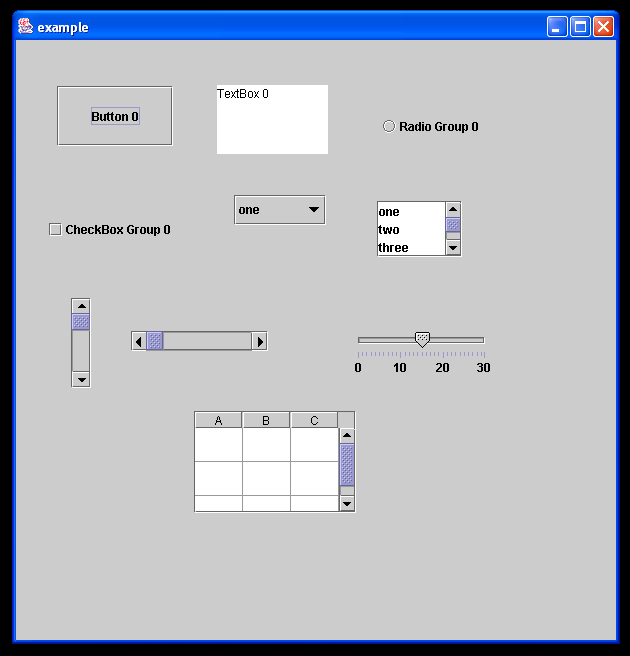 example
Button 0
TextBox 0
Radio Group 0
one
one
two
three
CheckBox Group 0
0 10 20 30
A B C